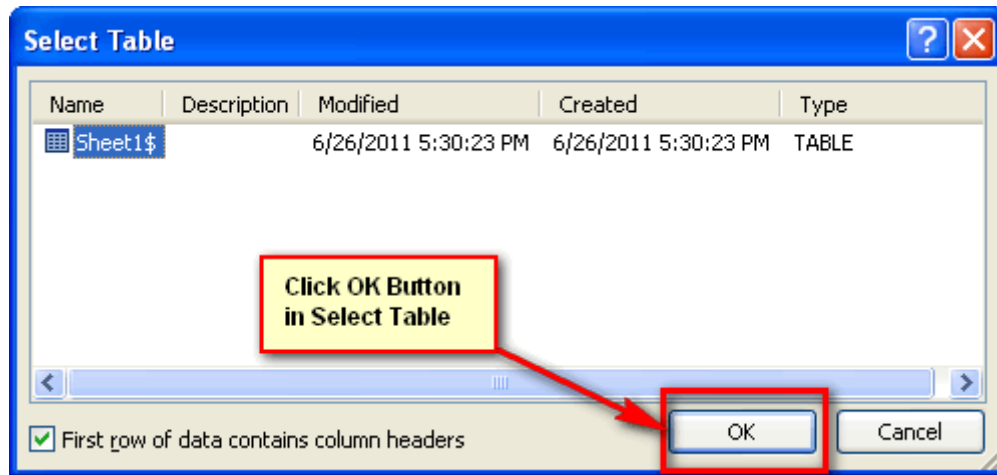 Select Table
Name Description Modified Created Type
Sheet1$ 6/26/2011 5:30:23 PM 6/26/2011 5:30:23 PM TABLE
Click OK Button
in Select Table
First row of data contains column headers
OK
Cancel